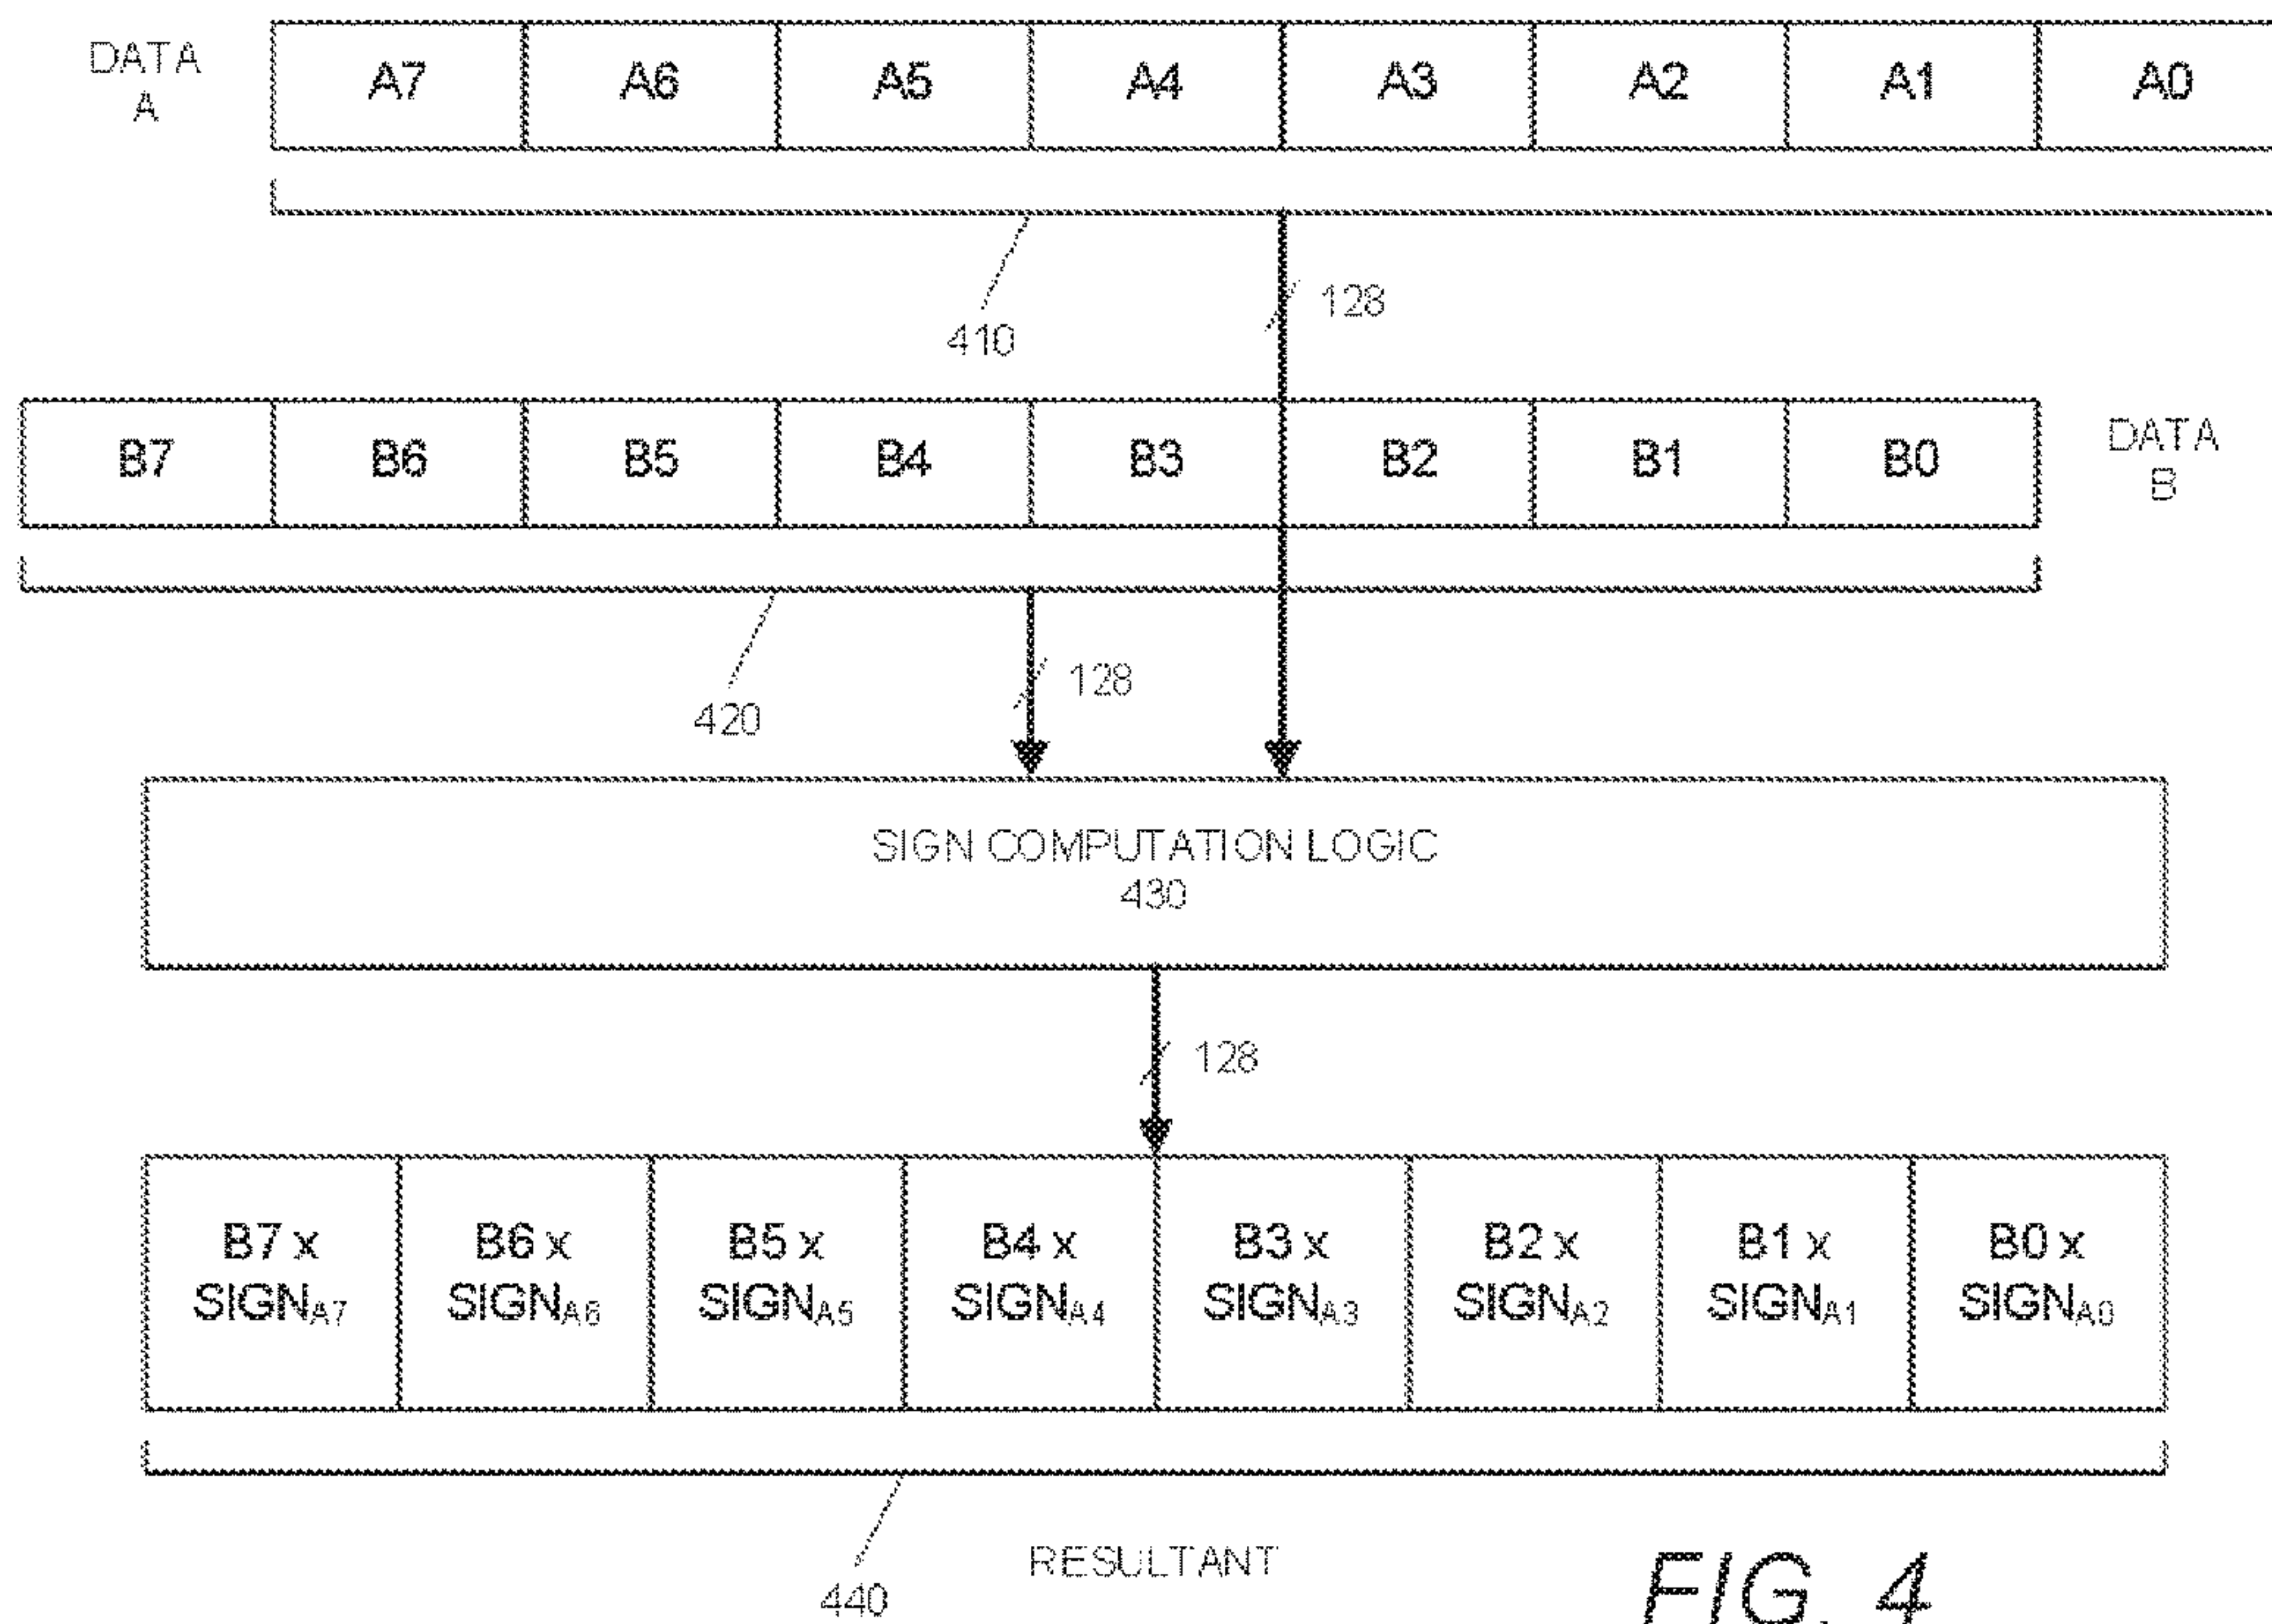 DATA
A
A7 A6 A5 A4 A3 A2 A1 A0
128
410
B7 B6 B5 B4 B3 B2 B1 B0
DATA
B
128
420
SIGN COMPUTATION LOGIC
430
128
B7 x B6 x B5 x B4 x B3 x B2 x B1 x B0 x
SIGNA7 SIGNA6 SIGNA5 SIGNA4 SIGNA3 SIGNA2 SIGNA1 SIGNA0
RESULTANT
440
FIG. 4